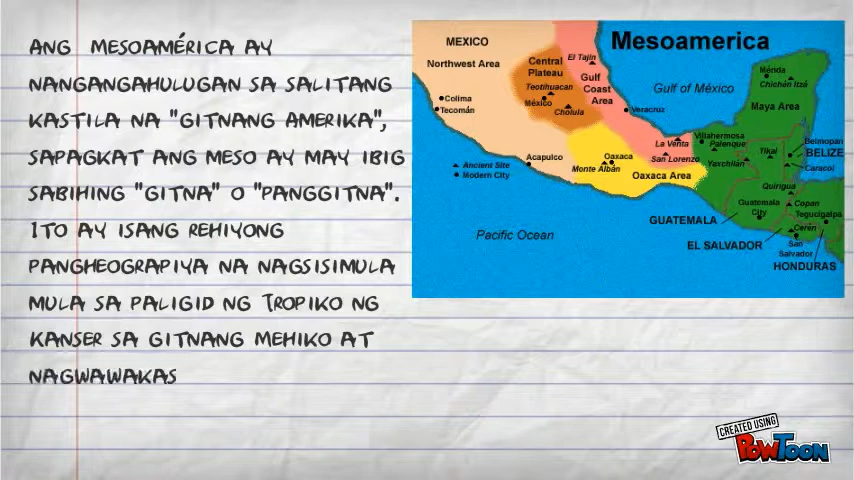 ANG MESOAMÉRICA AY
NANGANGAHULUGAN SA SALITANG
KASTILA NA "GITNANG AMERIKA",
SAPAGKAT ANG MESO AY MAY IBIG
SABIHING "GITNA" O "PANGGITNA".
ITO AY ISANG REHIYONG
PANGHEOGRAPIYA NA NAGSISIMULA
MULA SA PALIGID NG TROPIKO NG
KANSER SA GITNANG MEHIKO AT
NAGWAWAKAS
Mesoamerica
MEXICO
Northwest Area
Central
Plateau
El Tajin
Gulf
Coast
Area
Gulf of México
Mérida
Chichén Itzá
Maya Area
Teotihuacan
México
Cholula
Colima
Tecomán
Veracruz
Villahermosa
Palenque
La Venta
San Lorenzo
Yaxchilán
Tikal
Belmopan
BELIZE
Caracol
Acapulco
Oaxaca
Monte Albán
Oaxaca Area
Ancient Site
Modern City
Quirigua
Copan
Guatemala
City
Tegucigalpa
GUATEMALA
Cerén
San
Salvador
EL SALVADOR
HONDURAS
Pacific Ocean
CREATED USING
POWTOON